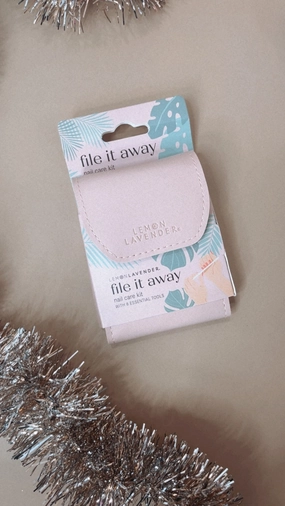 file it away
nail care kit
LEMON
LAVENDER®
LEMON LAVENDER®
file it away
nail care kit
WITH 6 ESSENTIAL TOOLS